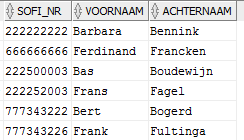 SOFI_NR VOORNAAM ACHTERNAAM
222222222 Barbara Bennink
666666666 Ferdinand Francken
222500003 Bas Boudewijn
222252003 Frans Fagel
777343222 Bert Bogerd
777343226 Frank Fultinga